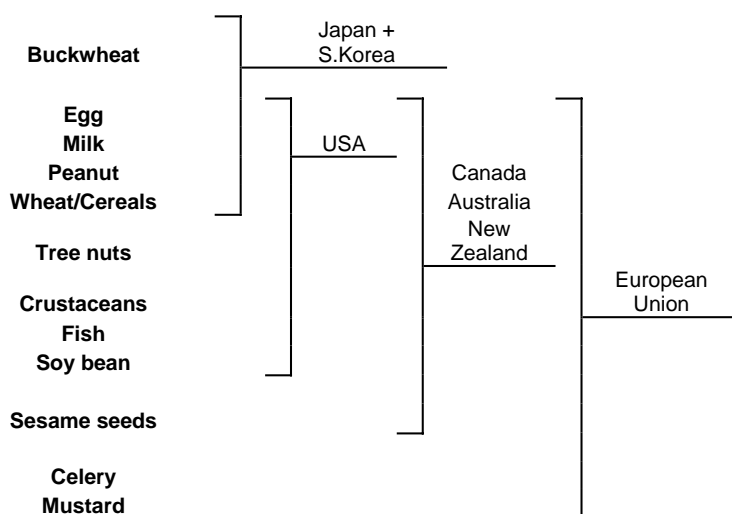 Japan +
S.Korea
Buckwheat
Egg
Milk
USA
Peanut
Canada
Wheat/Cereals
Australia
New
Zealand
Tree nuts
European
Union
Crustaceans
Fish
Soy bean
Sesame seeds
Celery
Mustard